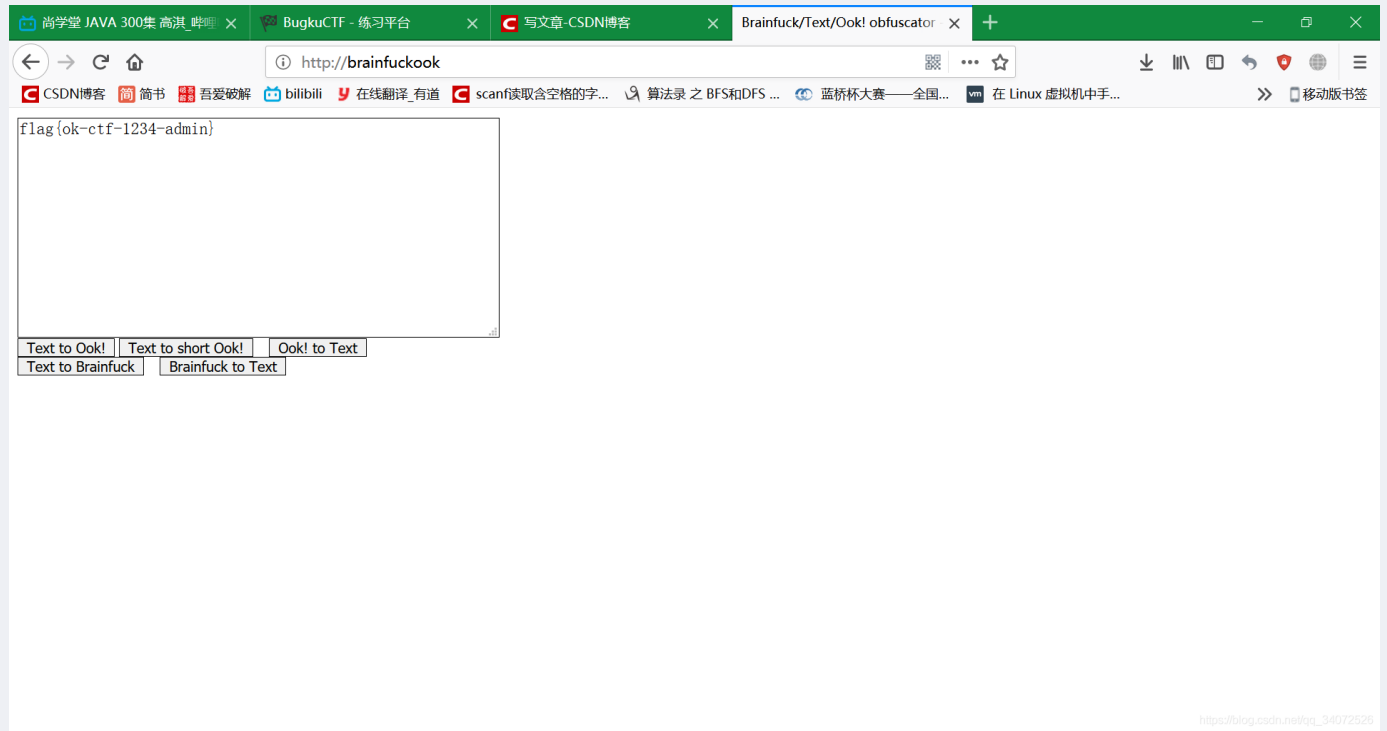 尚学堂 JAVA 300集 高淇_哔哩 BugkuCTF - 练习平台 写文章-CSDN博客 Brainfuck/Text/Ook! obfuscator
http://brainfuckook
CSDN博客 简书 吾爱破解 bilibili 在线翻译_有道 scanf读取含空格的字... 算法录 之 BFS和DFS ... 蓝桥杯大赛——全国... 在 Linux 虚拟机中手... 移动版书签
flag{ok-ctf-1234-admin}
Text to Ook! Text to short Ook! Ook! to Text
Text to Brainfuck Brainfuck to Text
https://blog.csdn.net/qq_34072526